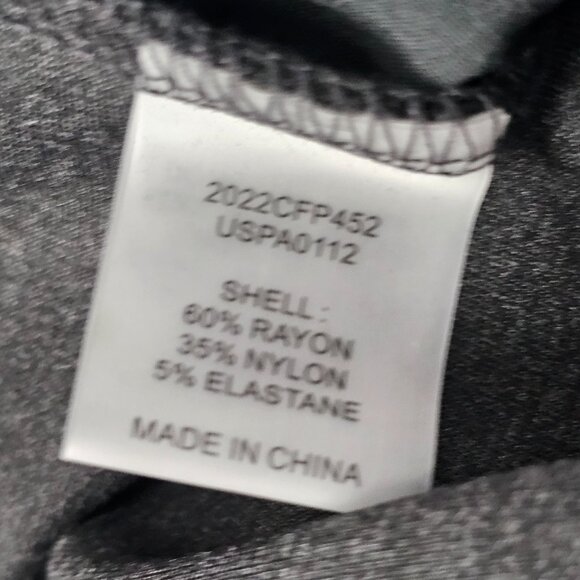 2022CFP452
USPA0112
SHELL :
60% RAYON
35% NYLON
5% ELASTANE
MADE IN CHINA